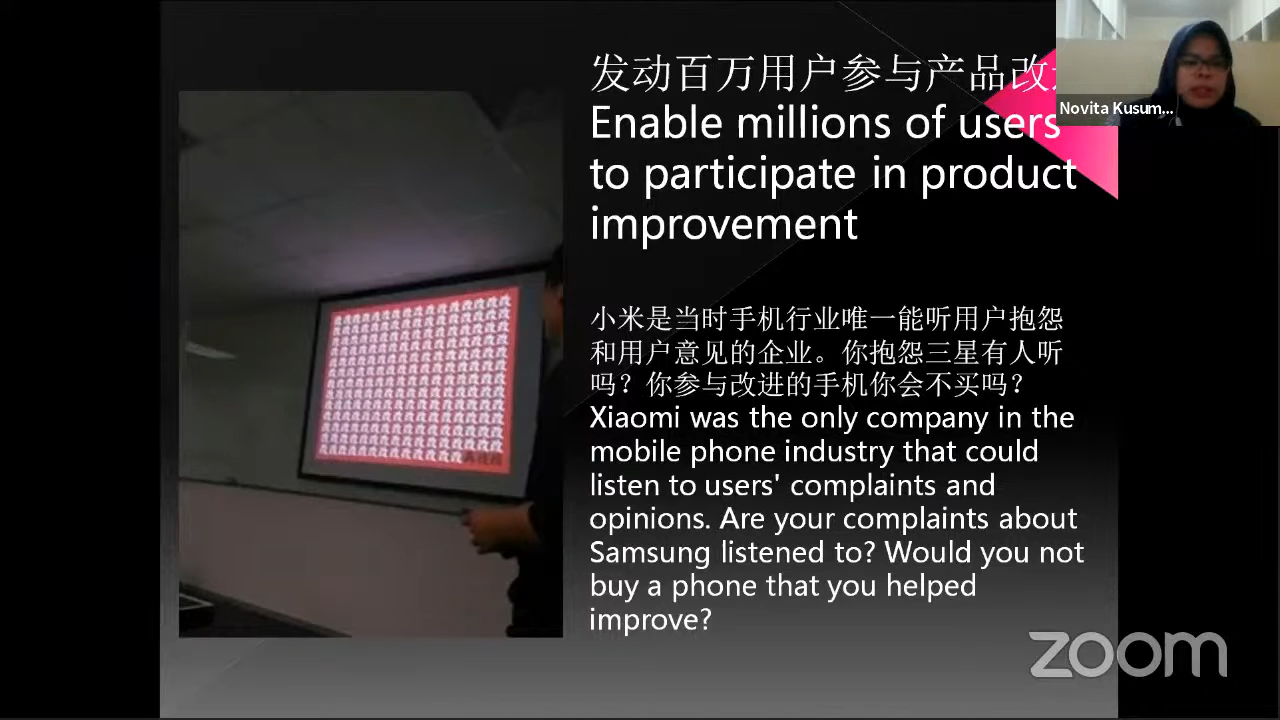 发动百万用户参与产品改
Enable millions of users
to participate in product
improvement
小米是当时手机行业唯一能听用户抱怨
和用户意见的企业。你抱怨三星有人听
吗？你参与改进的手机你会不买吗？
Xiaomi was the only company in the
mobile phone industry that could
listen to users' complaints and
opinions. Are your complaints about
Samsung listened to? Would you not
buy a phone that you helped
improve?
Novita Kusum...
zoom